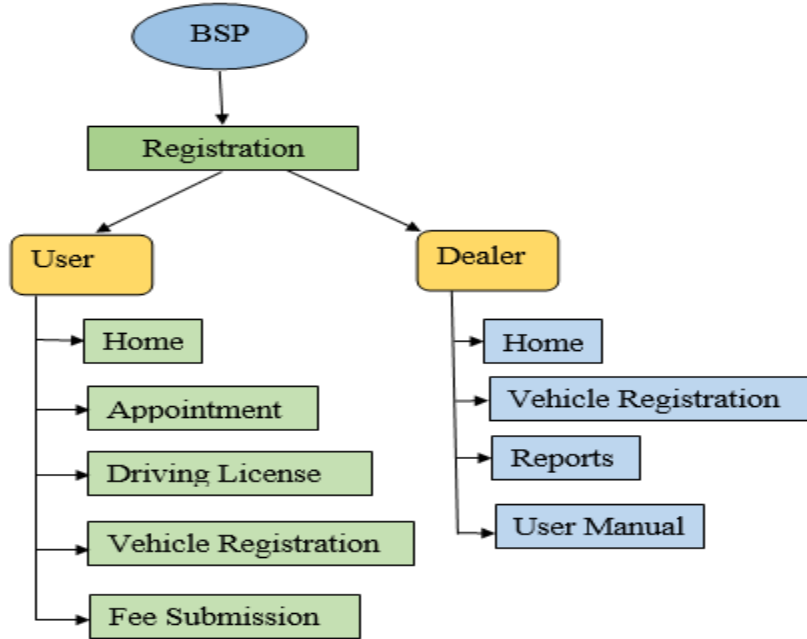 BSP
Registration
User
Dealer
Home
Appointment
Driving License
Vehicle Registration
Fee Submission
Home
Vehicle Registration
Reports
User Manual